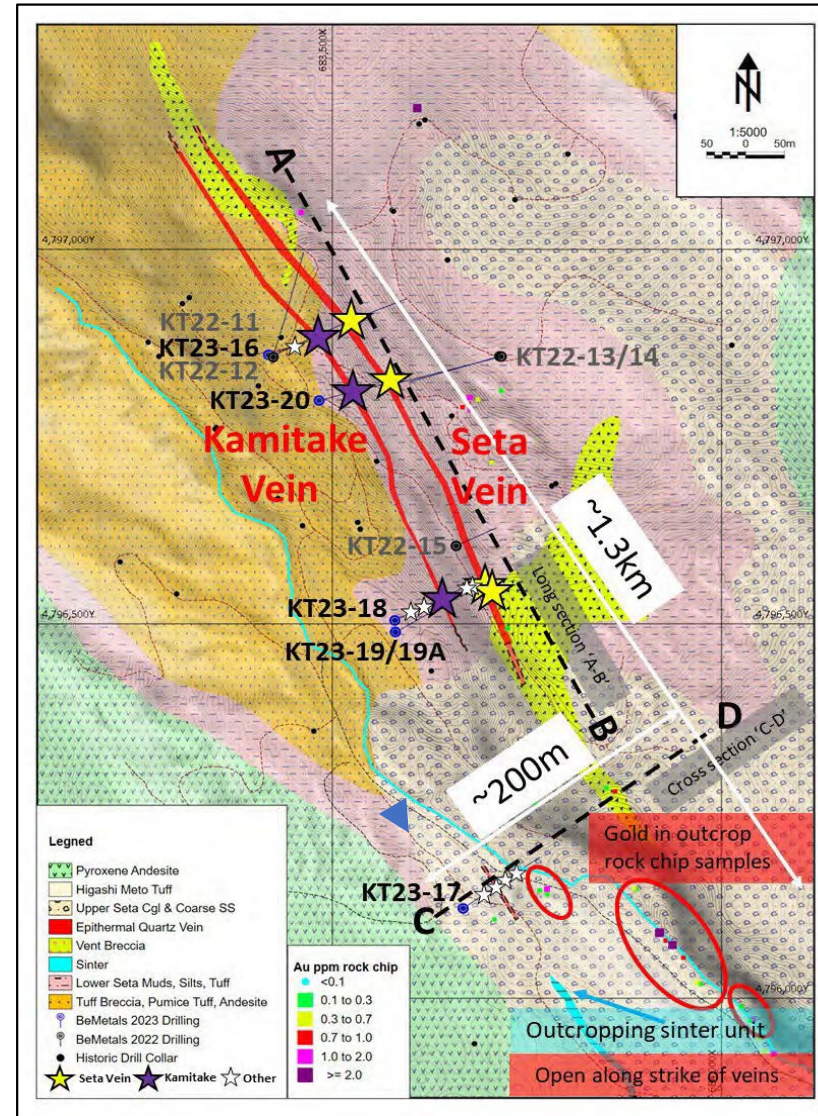 683,500X
N
1:5000
50 0 50m
A
4,797,000Y
4,797,000
KT22-11
KT23-16
KT22-12
KT22-13/14
KT23-20
Kamitake
Vein
Seta
Vein
~1.3km
KT22-15
Long section 'A-B'
KT23-18
4,796,500Y
4,796,500
KT23-19/19A
B
D
Cross section 'C-D'
~200m
Gold in outcrop
rock chip samples
KT23-17
C
Legned
Pyroxene Andesite
Higashi Meto Tuff
Upper Seta Cgl & Coarse SS
Epithermal Quartz Vein
Vent Breccia
Sinter
Lower Seta Muds, Silts, Tuff
Tuff Breccia, Pumice Tuff, Andesite
BeMetals 2023 Drilling
BeMetals 2022 Drilling
Historic Drill Collar
Seta Vein Kamitake Other
Au ppm rock chip
<0.1
0.1 to 0.3
0.3 to 0.7
0.7 to 1.0
1.0 to 2.0
>= 2.0
4,796,000
Outcropping sinter unit
Open along strike of veins